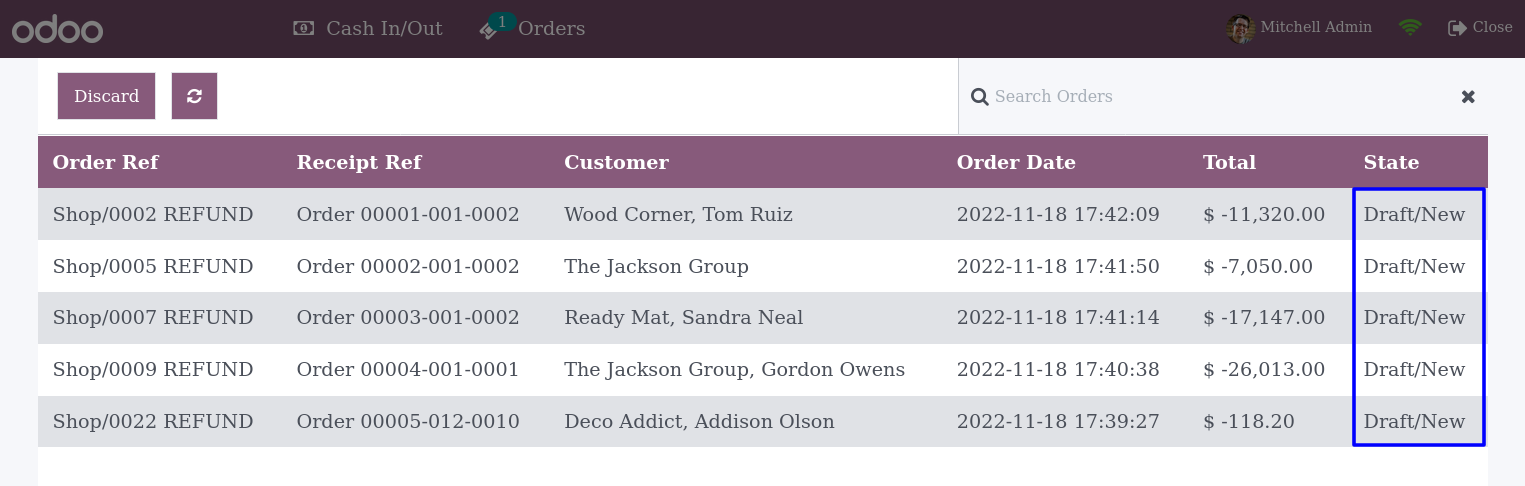 odoo Cash In/Out 1 Orders Mitchell Admin Close
Discard Search Orders
Order Ref Receipt Ref Customer Order Date Total State
Shop/0002 REFUND Order 00001-001-0002 Wood Corner, Tom Ruiz 2022-11-18 17:42:09 $ -11,320.00 Draft/New
Shop/0005 REFUND Order 00002-001-0002 The Jackson Group 2022-11-18 17:41:50 $ -7,050.00 Draft/New
Shop/0007 REFUND Order 00003-001-0002 Ready Mat, Sandra Neal 2022-11-18 17:41:14 $ -17,147.00 Draft/New
Shop/0009 REFUND Order 00004-001-0001 The Jackson Group, Gordon Owens 2022-11-18 17:40:38 $ -26,013.00 Draft/New
Shop/0022 REFUND Order 00005-012-0010 Deco Addict, Addison Olson 2022-11-18 17:39:27 $ -118.20 Draft/New